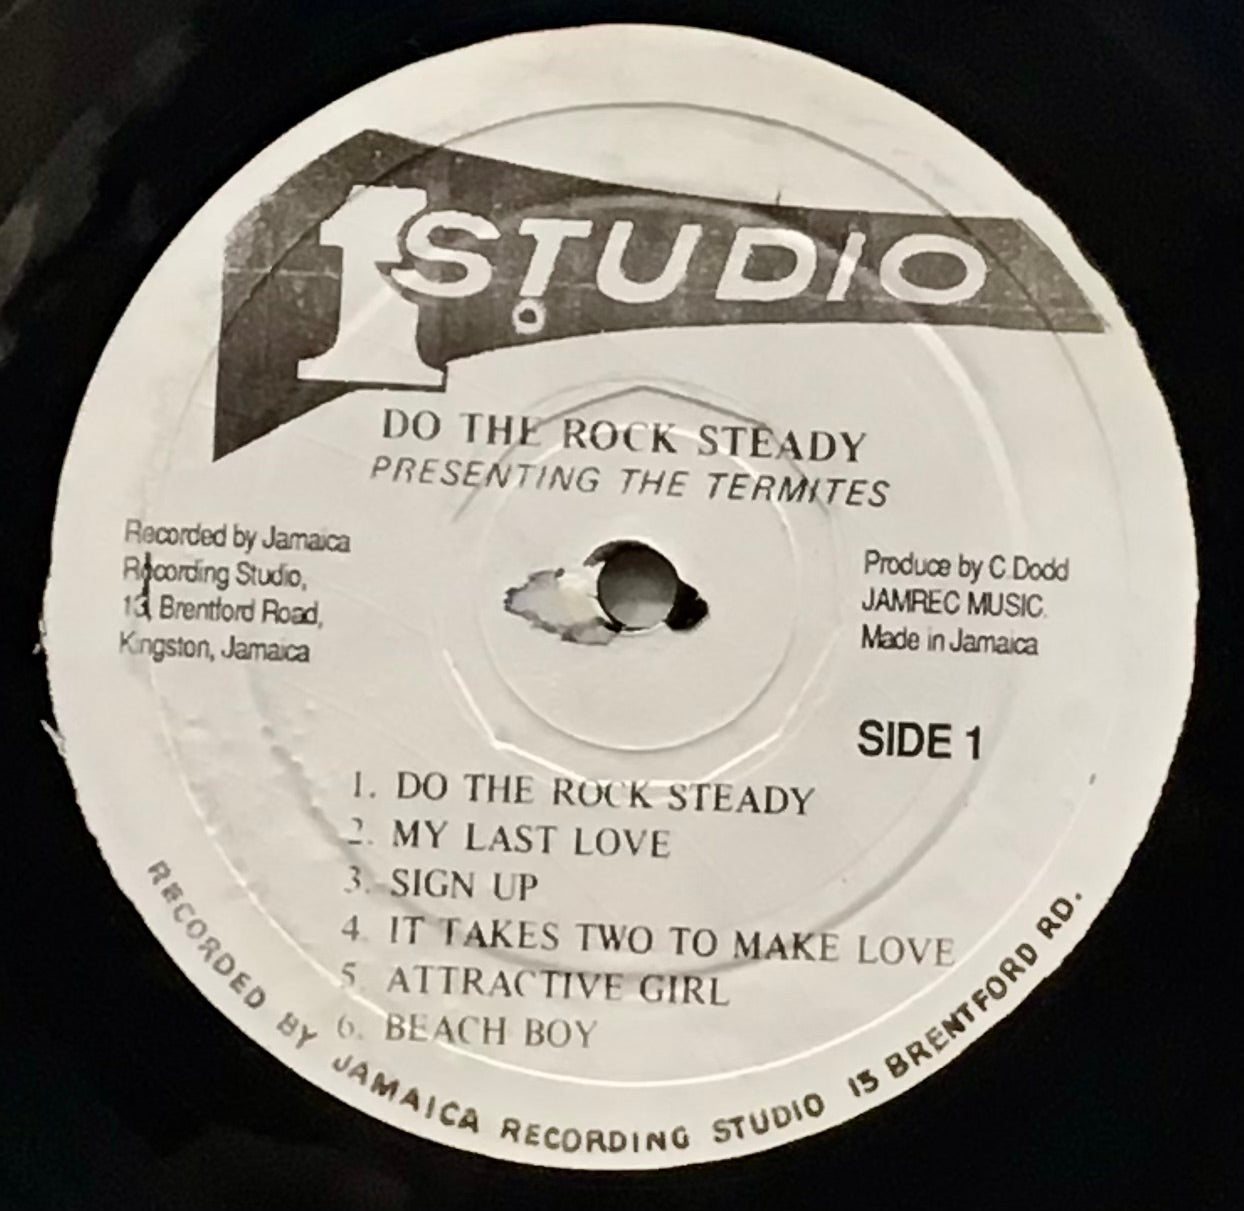 1 STUDIO
DO THE ROCK STEADY
PRESENTING THE TERMITES
Recorded by Jamaica
Recording Studio,
13, Brentford Road,
Kingston, Jamaica
Produce by C Dodd
JAMREC MUSIC.
Made in Jamaica
SIDE 1
1. DO THE ROCK STEADY
2. MY LAST LOVE
3. SIGN UP
4. IT TAKES TWO TO MAKE LOVE
5. ATTRACTIVE GIRL
6. BEACH BOY
RECORDED BY JAMAICA RECORDING STUDIO 13 BRENTFORD RD.